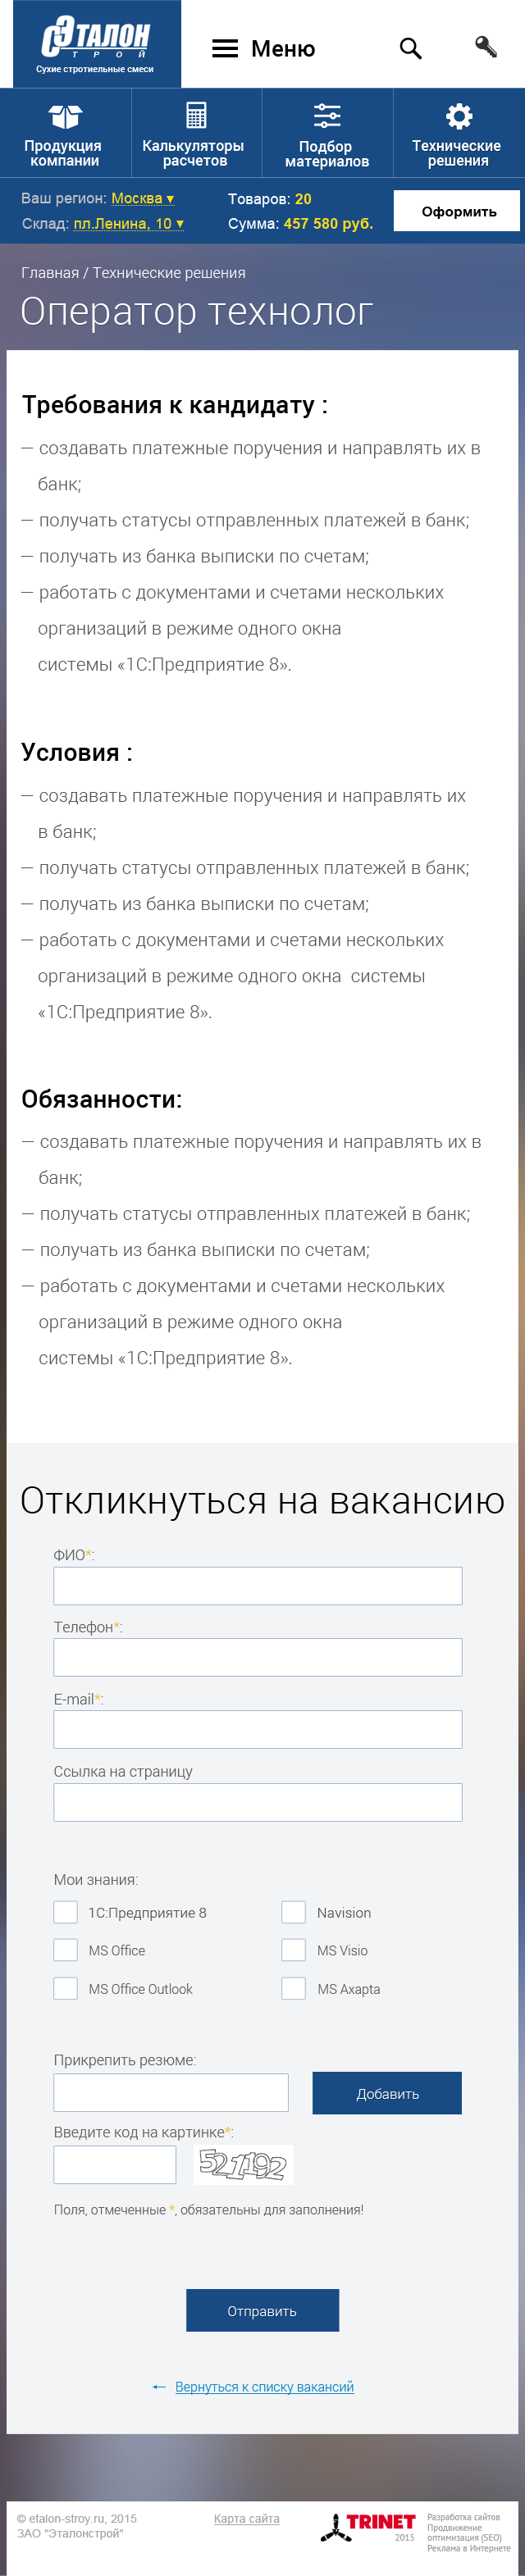 ЭТАЛОН
СТРОЙ
Сухие стротиельные смеси
Меню
Продукция компании
Калькуляторы расчетов
Подбор материалов
Технические решения
Ваш регион: Москва ▾
Товаров: 20
Оформить
Склад: пл.Ленина, 10 ▾
Сумма: 457 580 руб.
Главная / Технические решения
Оператор технолог
Требования к кандидату :
— создавать платежные поручения и направлять их в
банк;
— получать статусы отправленных платежей в банк;
— получать из банка выписки по счетам;
— работать с документами и счетами нескольких
организаций в режиме одного окна
системы «1С:Предприятие 8».
Условия :
— создавать платежные поручения и направлять их
в банк;
— получать статусы отправленных платежей в банк;
— получать из банка выписки по счетам;
— работать с документами и счетами нескольких
организаций в режиме одного окна системы
«1С:Предприятие 8».
Обязанности:
— создавать платежные поручения и направлять их в
банк;
— получать статусы отправленных платежей в банк;
— получать из банка выписки по счетам;
— работать с документами и счетами нескольких
организаций в режиме одного окна
системы «1С:Предприятие 8».
Откликнуться на вакансию
ФИО*:
Телефон*:
E-mail*:
Ссылка на страницу
Мои знания:
1С:Предприятие 8
Navision
MS Office
MS Visio
MS Office Outlook
MS Axapta
Прикрепить резюме:
Добавить
Введите код на картинке*:
521192
Поля, отмеченные *, обязательны для заполнения!
Отправить
← Вернуться к списку вакансий
© etalon-stroy.ru, 2015
ЗАО "Эталонстрой"
Карта сайта
TRINET
2015
Разработка сайтов
Продвижение
оптимизация (SEO)
Реклама в Интернете